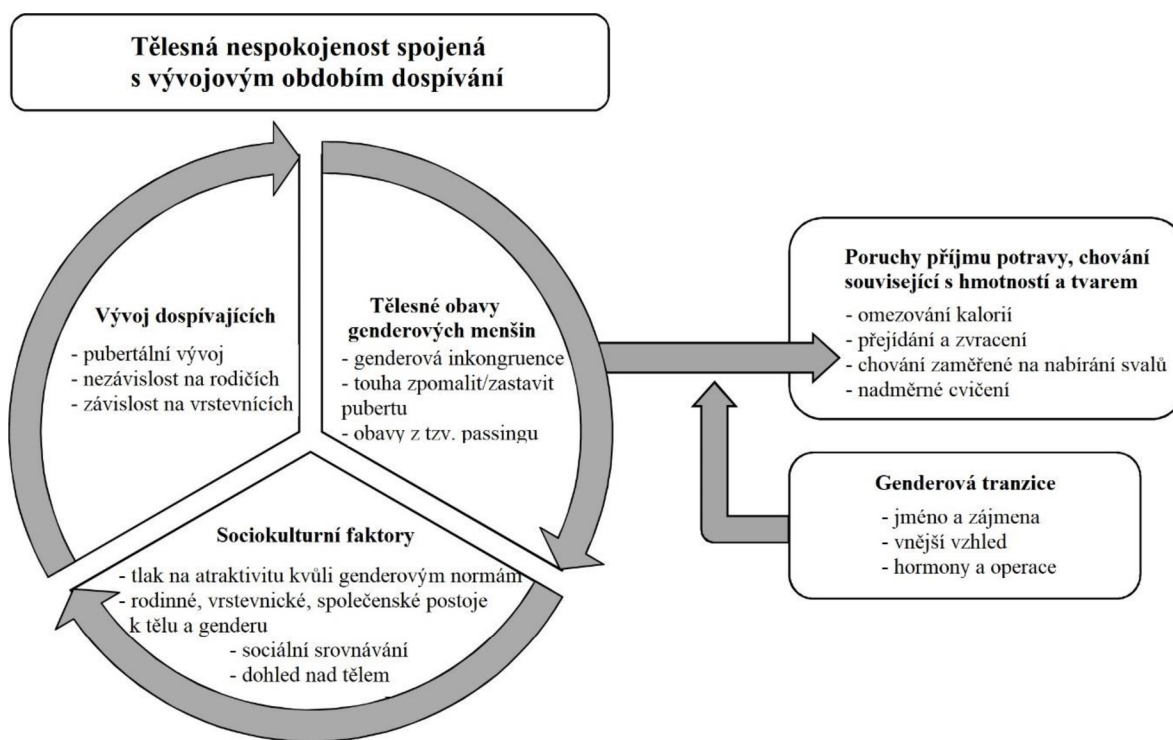 Tělesná nespokojenost spojená
s vývojovým obdobím dospívání
Vývoj dospívajících
- pubertální vývoj
- nezávislost na rodičích
- závislost na vrstevnících
Tělesné obavy
genderových menšin
- genderová inkongruence
- touha zpomalit/zastavit
pubertu
- obavy z tzv. passingu
Sociokulturní faktory
- tlak na atraktivitu kvůli genderovým normám
- rodinné, vrstevnické, společenské postoje
k tělu a genderu
- sociální srovnávání
- dohled nad tělem
Poruchy příjmu potravy, chování
související s hmotností a tvarem
- omezování kalorií
- přejídání a zvracení
- chování zaměřené na nabírání svalů
- nadměrné cvičení
Genderová tranzice
- jméno a zájmena
- vnější vzhled
- hormony a operace